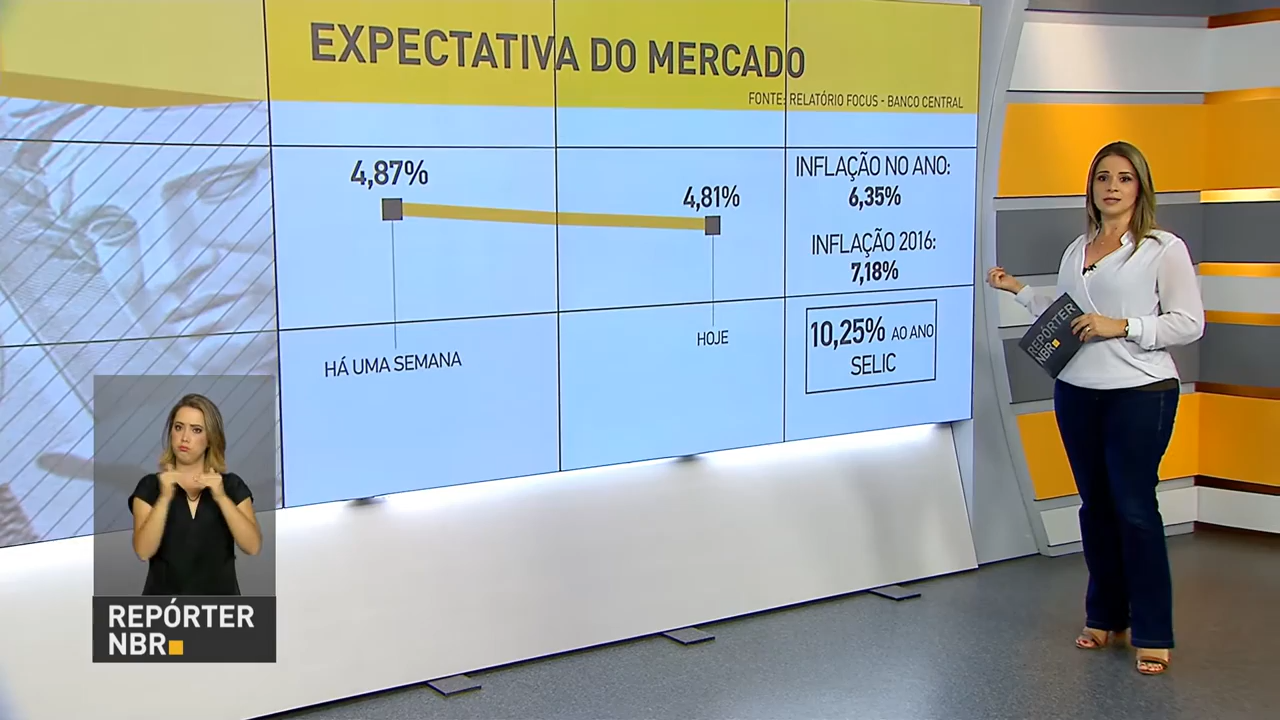 EXPECTATIVA DO MERCADO
FONTE: RELATÓRIO FOCUS - BANCO CENTRAL
4,87%
4,81%
HÁ UMA SEMANA
HOJE
INFLAÇÃO NO ANO:
6,35%
INFLAÇÃO 2016:
7,18%
10,25% AO ANO
SELIC
REPÓRTER
NBR
REPÓRTER
NBR